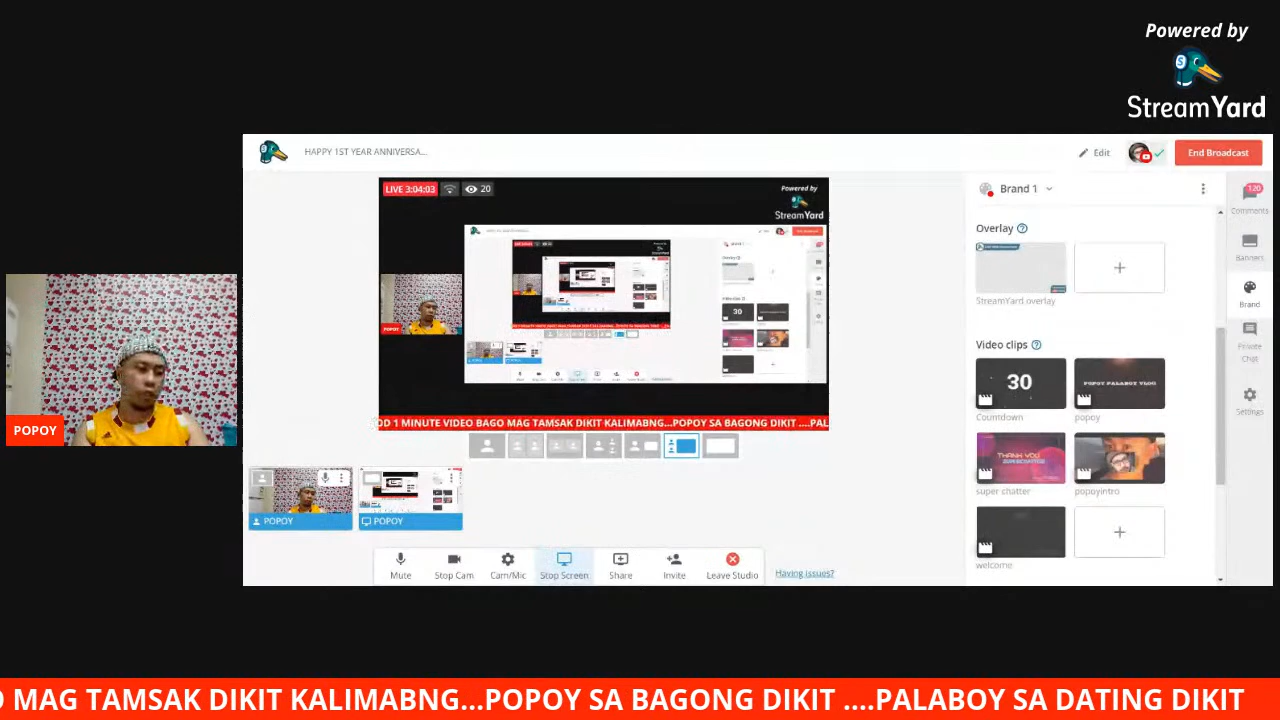 Powered by
StreamYard
HAPPY 1ST YEAR ANNIVERSA...
Edit
End Broadcast
LIVE 3:04:03
20
Powered by
StreamYard
Brand 1
120
Comments
Overlay
StreamYard overlay
Banners
Brand
Video clips
Private Chat
30
POPOY PALABOY VLOG
Countdown
popoy
Settings
POPOY
POPOY
OD 1 MINUTE VIDEO BAGO MAG TAMSAK DIKIT KALIMABNG...POPOY SA BAGONG DIKIT ....PAL
THANK YOU
super chatter
popoyintro
POPOY
POPOY
welcome
Mute
Stop Cam
Cam/Mic
Stop Screen
Share
Invite
Leave Studio
Having issues?
O MAG TAMSAK DIKIT KALIMABNG...POPOY SA BAGONG DIKIT ....PALABOY SA DATING DIKIT